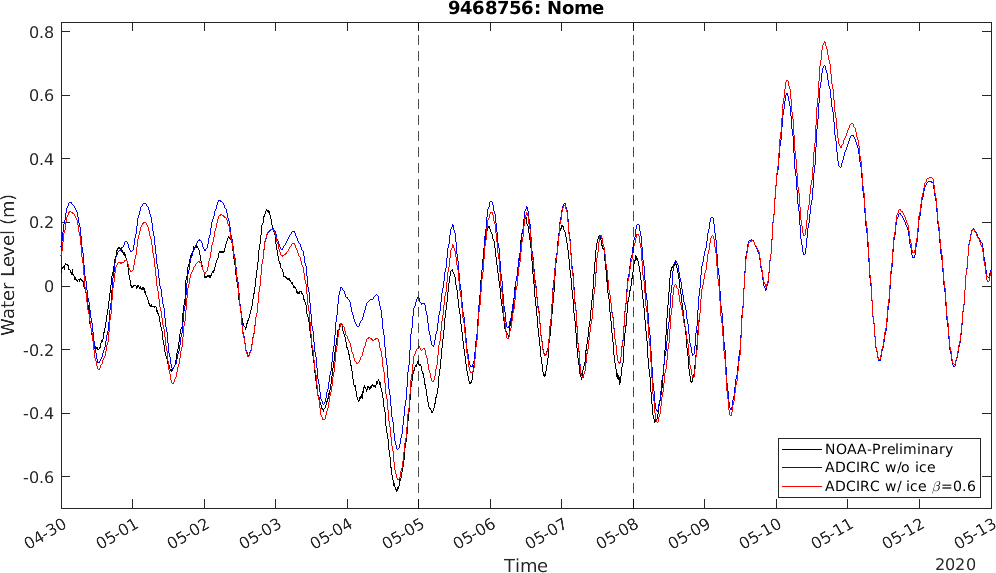 9468756: Nome
Water Level (m)
0.8
0.6
0.4
0.2
0
-0.2
-0.4
-0.6
NOAA-Preliminary
ADCIRC w/o ice
ADCIRC w/ ice β=0.6
04-30 05-01 05-02 05-03 05-04 05-05 05-06 05-07 05-08 05-09 05-10 05-11 05-12 05-13
Time
2020